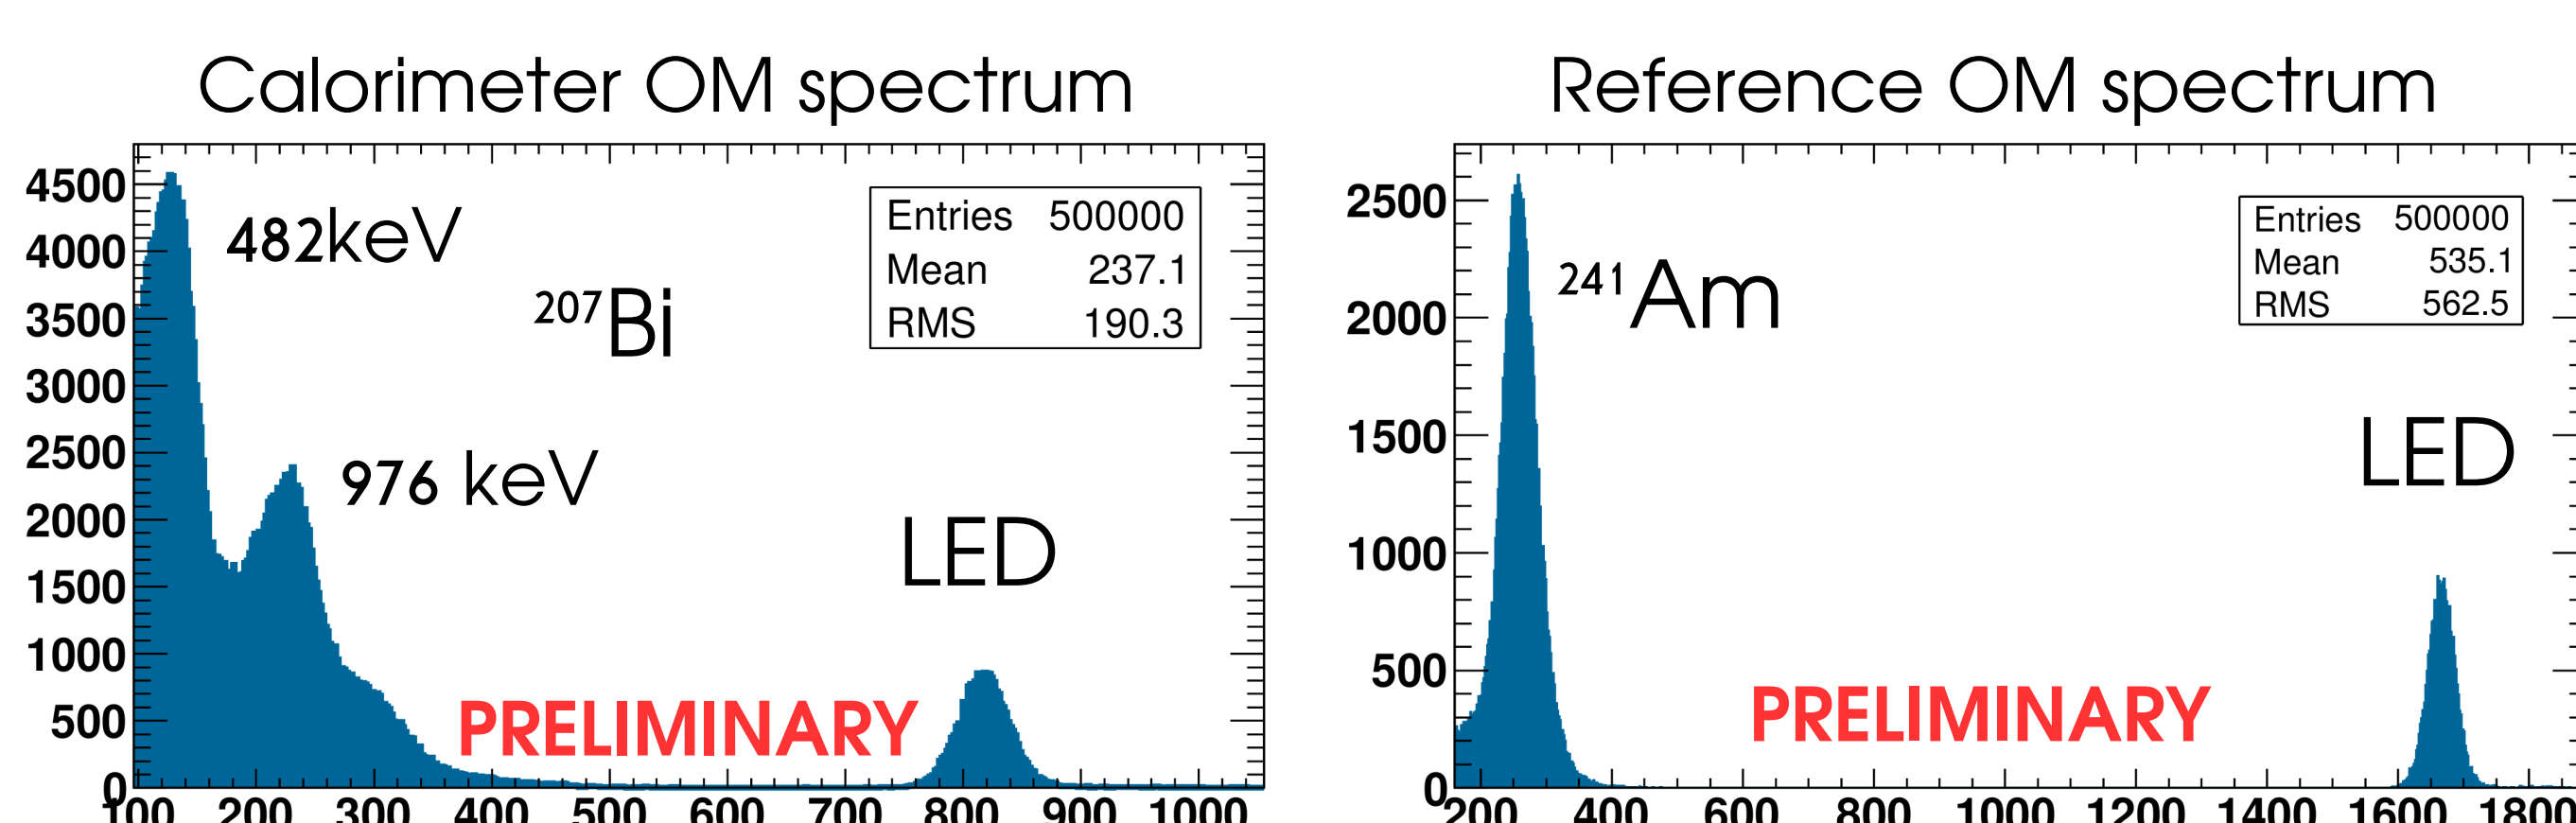 Calorimeter OM spectrum
4500
4000
3500
3000
2500
2000
1500
1000
500
0
100 200 300 400 500 600 700 800 900 1000
482keV
207Bi
976 keV
LED
PRELIMINARY
Entries 500000
Mean 237.1
RMS 190.3
Reference OM spectrum
2500
2000
1500
1000
500
0
200 400 600 800 1000 1200 1400 1600 1800
241Am
LED
PRELIMINARY
Entries 500000
Mean 535.1
RMS 562.5